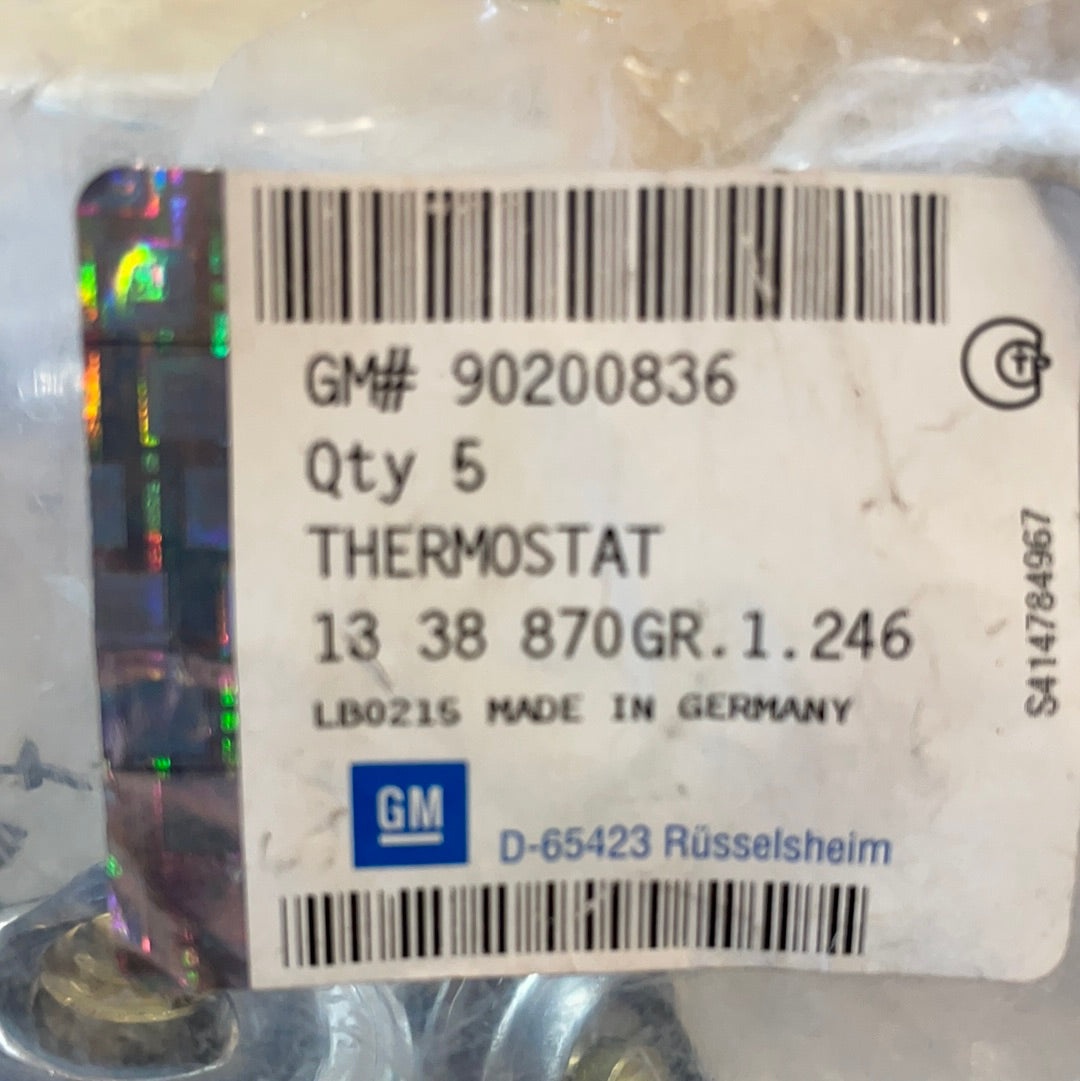 GM# 90200836
Qty 5
THERMOSTAT
13 38 870GR.1.246
LB0215 MADE IN GERMANY
GM
D-65423 Rüsselsheim
S414784967